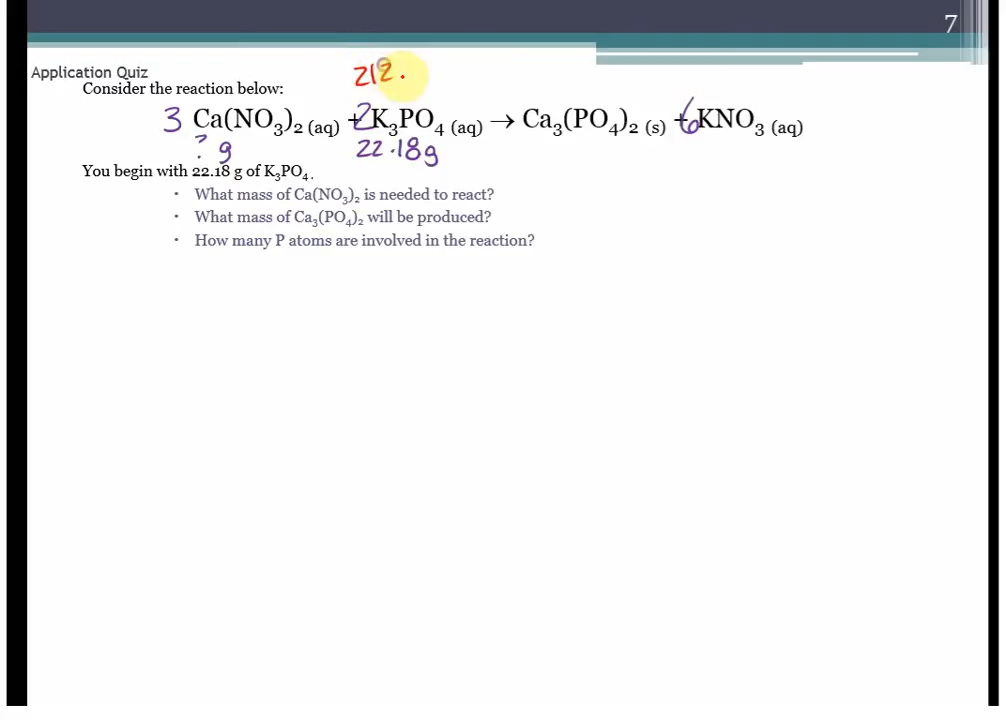 7
Application Quiz
Consider the reaction below:
212.
3 Ca(NO₃)₂ (aq) + 2 K₃PO₄ (aq) → Ca₃(PO₄)₂ (s) + 6 KNO₃ (aq)
? g 22.18g
You begin with 22.18 g of K₃PO₄.
• What mass of Ca(NO₃)₂ is needed to react?
• What mass of Ca₃(PO₄)₂ will be produced?
• How many P atoms are involved in the reaction?